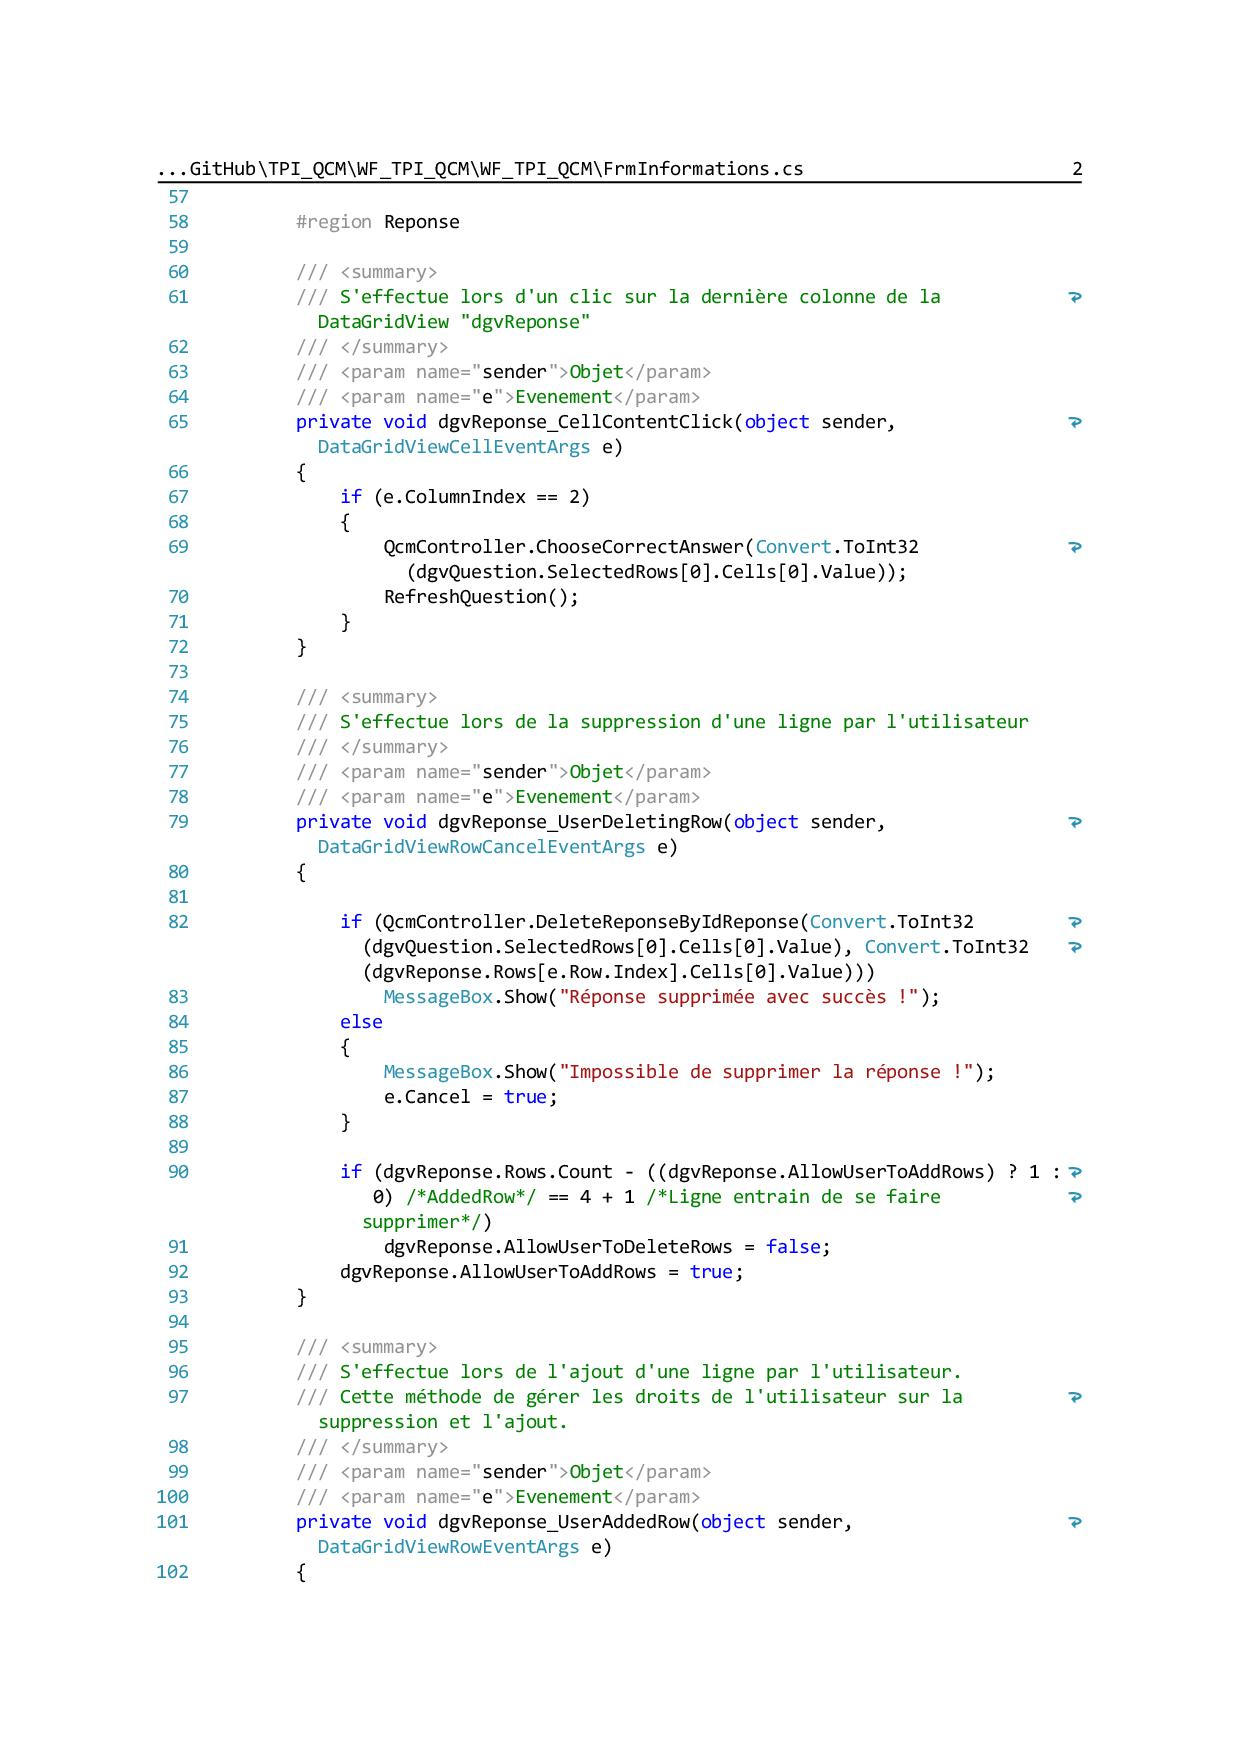 ...GitHub\TPI_QCM\WF_TPI_QCM\WF_TPI_QCM\FrmInformations.cs 2
57
58 #region Reponse
59
60 /// <summary>
61 /// S'effectue lors d'un clic sur la dernière colonne de la
DataGridView "dgvReponse"
62 /// </summary>
63 /// <param name="sender">Objet</param>
64 /// <param name="e">Evenement</param>
65 private void dgvReponse_CellContentClick(object sender,
DataGridViewCellEventArgs e)
66 {
67 if (e.ColumnIndex == 2)
68 {
69 QcmController.ChooseCorrectAnswer(Convert.ToInt32
(dgvQuestion.SelectedRows[0].Cells[0].Value));
70 RefreshQuestion();
71 }
72 }
73
74 /// <summary>
75 /// S'effectue lors de la suppression d'une ligne par l'utilisateur
76 /// </summary>
77 /// <param name="sender">Objet</param>
78 /// <param name="e">Evenement</param>
79 private void dgvReponse_UserDeletingRow(object sender,
DataGridViewRowCancelEventArgs e)
80 {
81
82 if (QcmController.DeleteReponseByIdReponse(Convert.ToInt32
(dgvQuestion.SelectedRows[0].Cells[0].Value), Convert.ToInt32
(dgvReponse.Rows[e.Row.Index].Cells[0].Value)))
83 MessageBox.Show("Réponse supprimée avec succès !");
84 else
85 {
86 MessageBox.Show("Impossible de supprimer la réponse !");
87 e.Cancel = true;
88 }
89
90 if (dgvReponse.Rows.Count - ((dgvReponse.AllowUserToAddRows) ? 1 :
0) /*AddedRow*/ == 4 + 1 /*Ligne entrain de se faire
supprimer*/)
91 dgvReponse.AllowUserToDeleteRows = false;
92 dgvReponse.AllowUserToAddRows = true;
93 }
94
95 /// <summary>
96 /// S'effectue lors de l'ajout d'une ligne par l'utilisateur.
97 /// Cette méthode de gérer les droits de l'utilisateur sur la
suppression et l'ajout.
98 /// </summary>
99 /// <param name="sender">Objet</param>
100 /// <param name="e">Evenement</param>
101 private void dgvReponse_UserAddedRow(object sender,
DataGridViewRowEventArgs e)
102 {